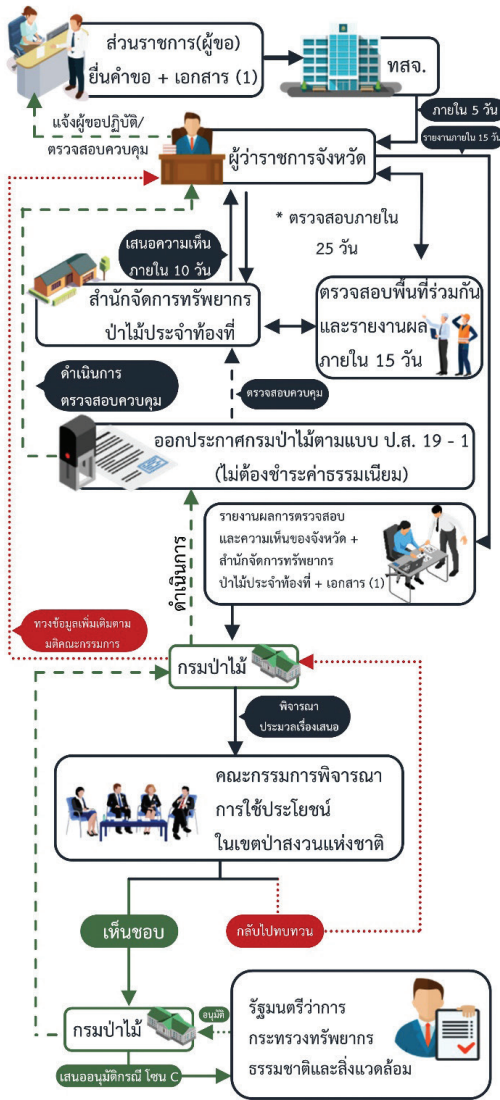 ส่วนราชการ(ผู้ขอ)
ยื่นคำขอ + เอกสาร (1)
ทสจ.
แจ้งผู้ขอปฏิบัติ/
ตรวจสอบควบคุม
ภายใน 5 วัน
รายงานภายใน 15 วัน
ผู้ว่าราชการจังหวัด
เสนอความเห็น
ภายใน 10 วัน
* ตรวจสอบภายใน
25 วัน
สำนักจัดการทรัพยากร
ป่าไม้ประจำท้องที่
ตรวจสอบพื้นที่ร่วมกัน
และรายงานผล
ภายใน 15 วัน
ดำเนินการ
ตรวจสอบควบคุม
ตรวจสอบควบคุม
ออกประกาศกรมป่าไม้ตามแบบ ป.ส. 19 - 1
(ไม่ต้องชำระค่าธรรมเนียม)
รายงานผลการตรวจสอบ
และความเห็นของจังหวัด +
สำนักจัดการทรัพยากร
ป่าไม้ประจำท้องที่ + เอกสาร (1)
ดำเนินการ
ทวงข้อมูลเพิ่มเติมตาม
มติคณะกรรมการ
กรมป่าไม้
พิจารณา
ประมวลเรื่องเสนอ
คณะกรรมการพิจารณา
การใช้ประโยชน์
ในเขตป่าสงวนแห่งชาติ
เห็นชอบ
กลับไปทบทวน
กรมป่าไม้
อนุมัติ
รัฐมนตรีว่าการ
กระทรวงทรัพยากร
ธรรมชาติและสิ่งแวดล้อม
เสนออนุมัติกรณี โซน C